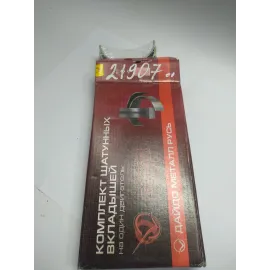 21907
КОМПЛЕКТ ШАТУННЫХ
ВКЛАДЫШЕЙ
на один двигатель
ДАЙДО МЕТАЛЛ РУСЬ